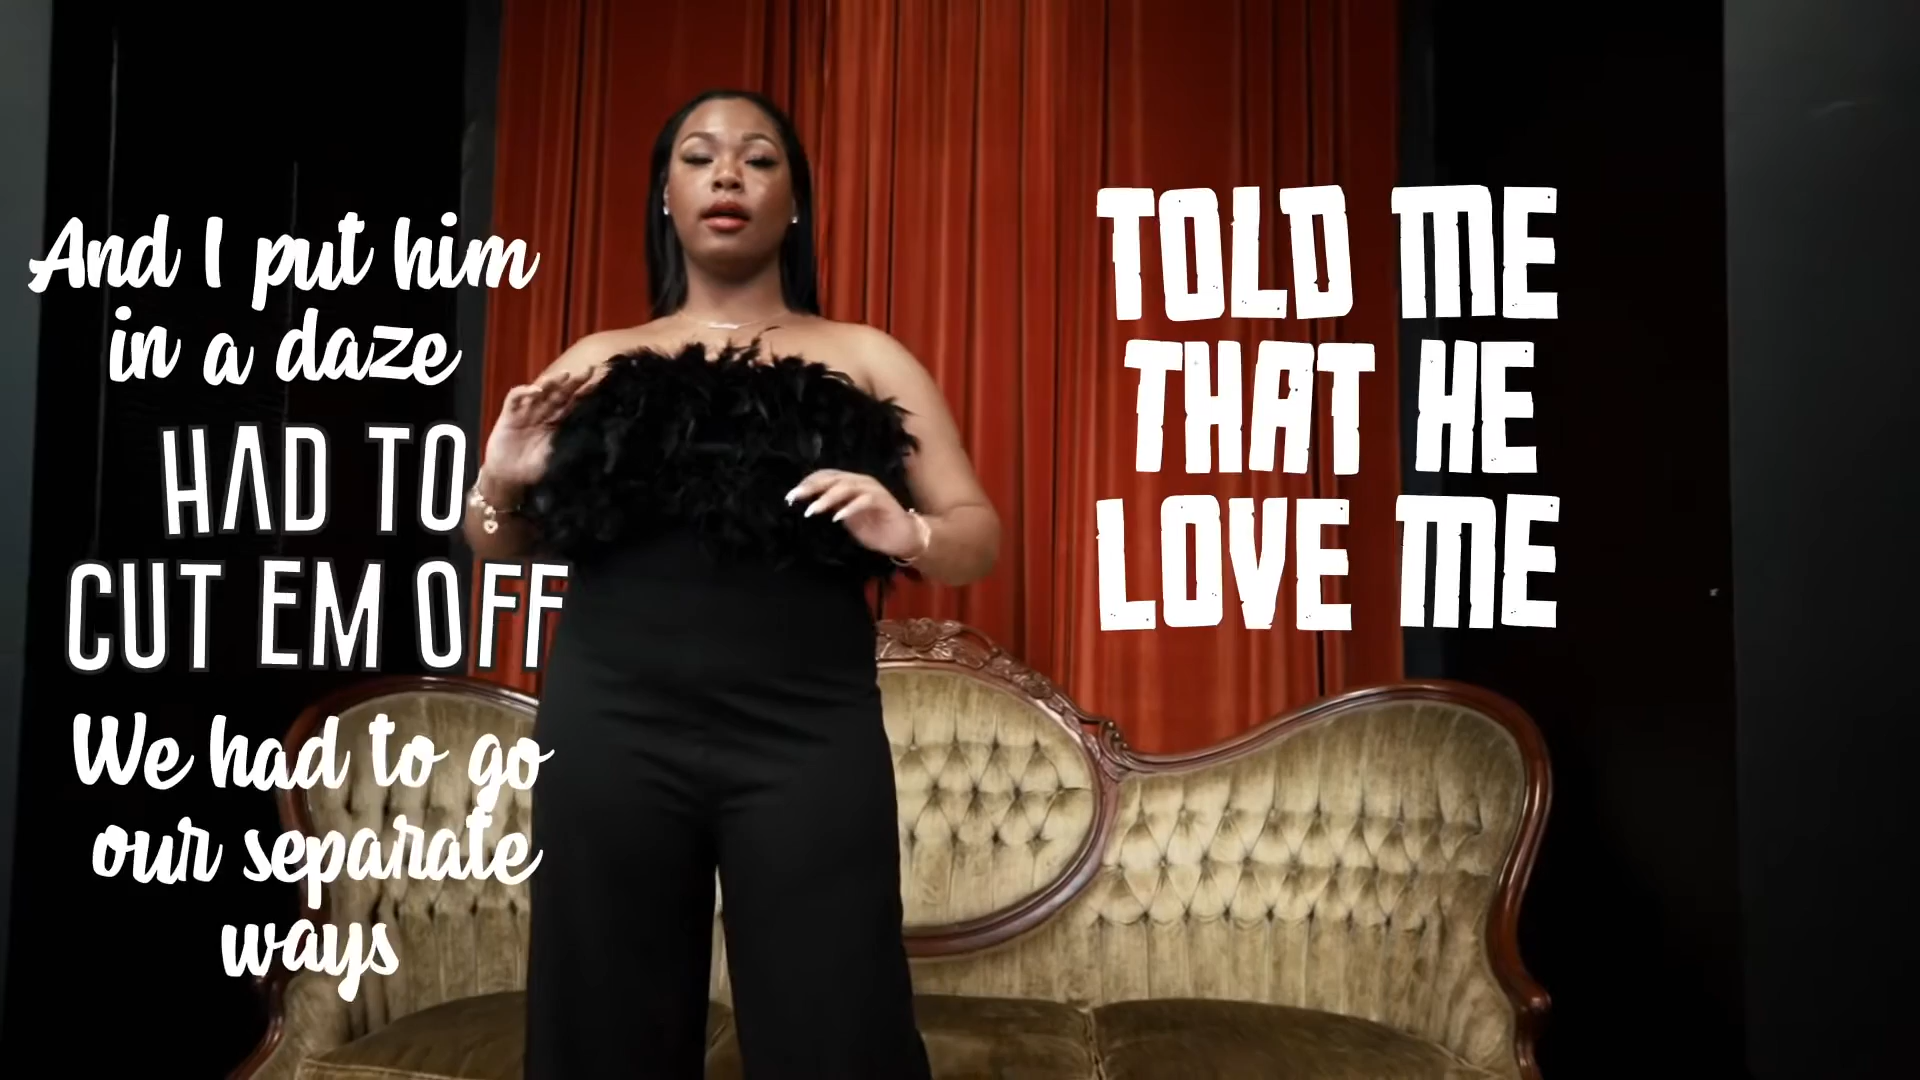 And I put him
in a daze
HAD TO
CUT EM OFF
We had to go
our separate
ways
TOLD ME
THAT HE
LOVE ME